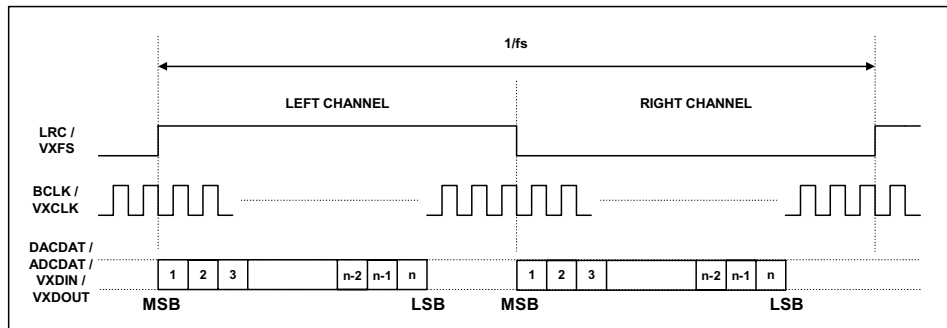 1/fs
LEFT CHANNEL
RIGHT CHANNEL
LRC /
VXFS
BCLK /
VXCLK
DACDAT /
ADCDAT /
VXDIN /
VXDOUT
1 2 3 n-2 n-1 n 1 2 3 n-2 n-1 n
MSB LSB MSB LSB